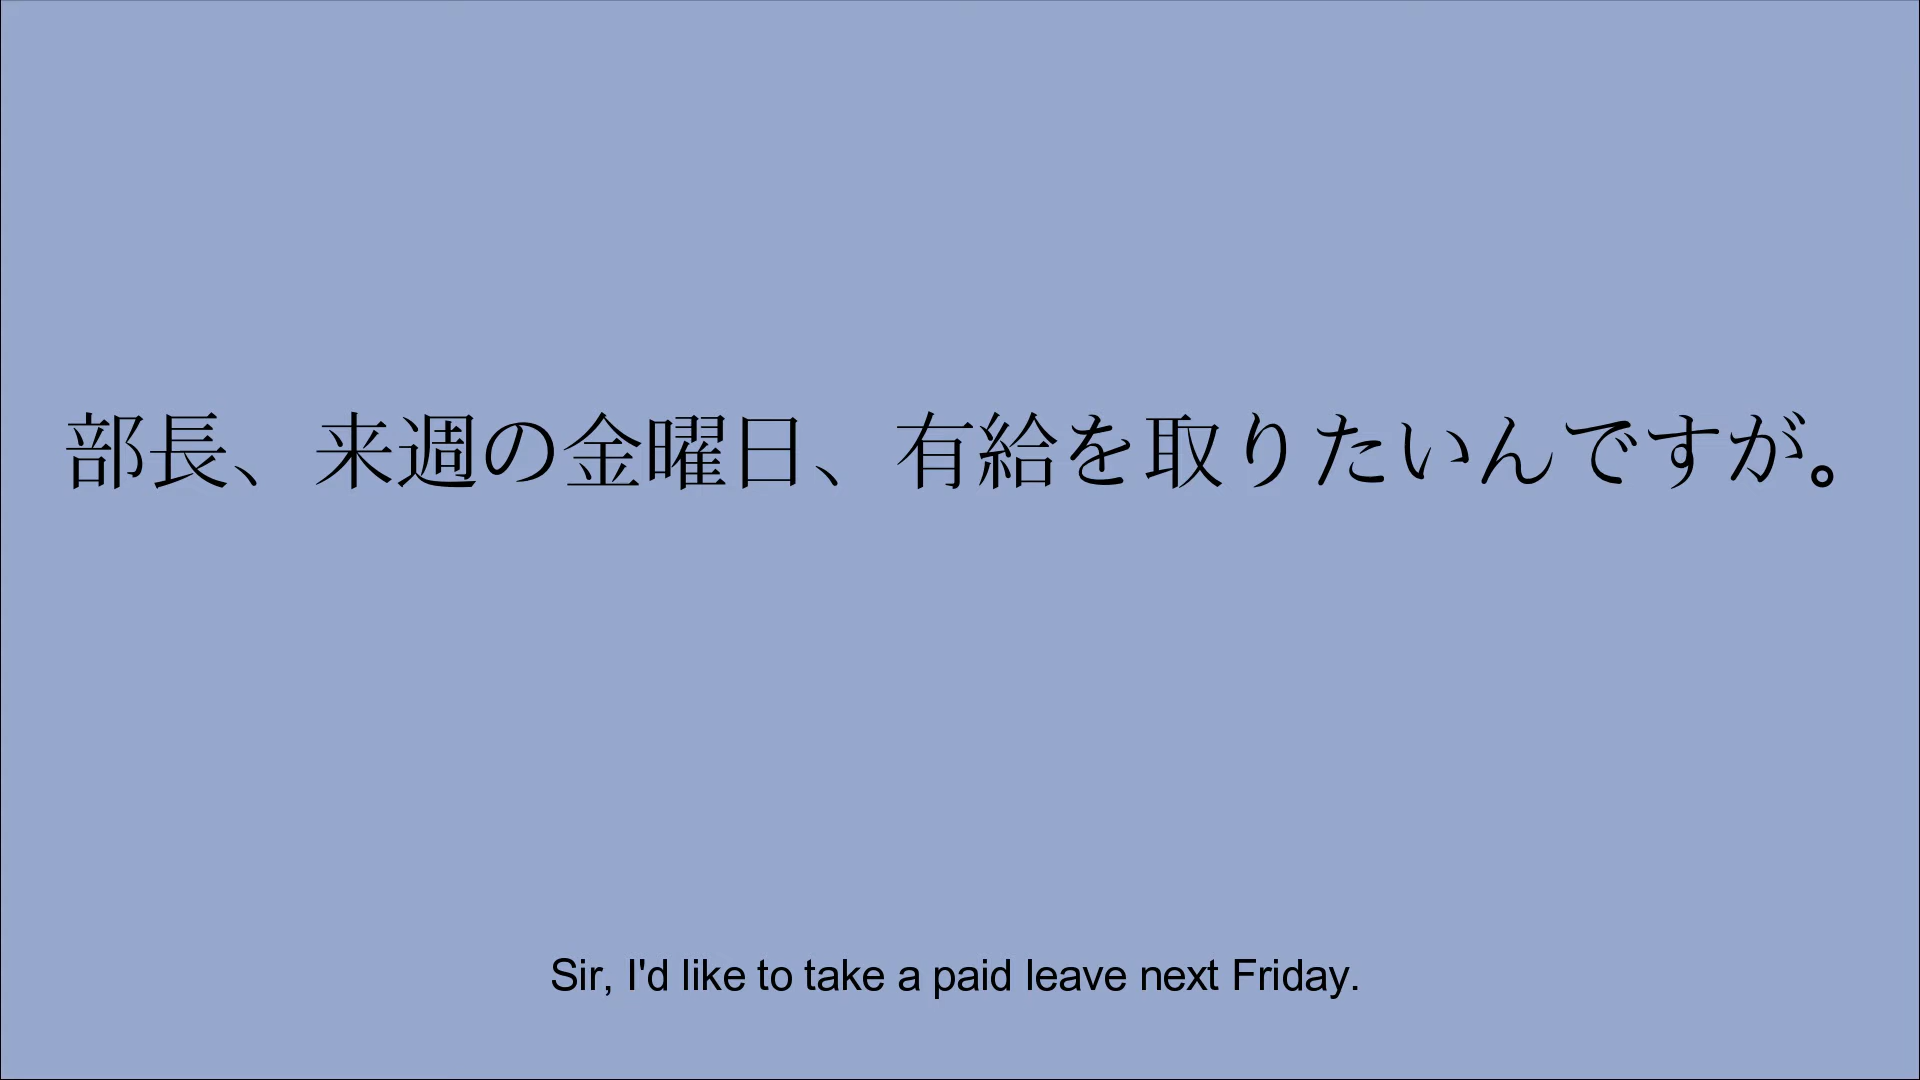 部長、来週の金曜日、有給を取りたいんですが。
Sir, I'd like to take a paid leave next Friday.